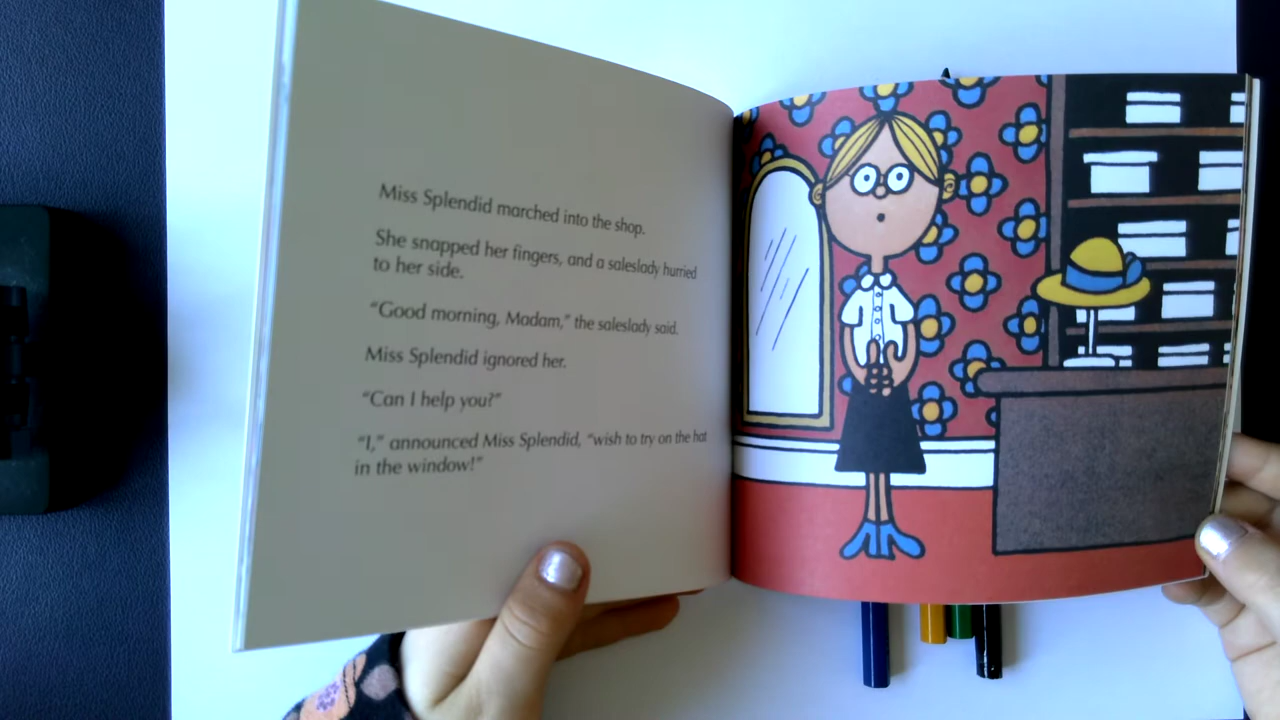 Miss Splendid marched into the shop.
She snapped her fingers, and a saleslady hurried
to her side.
“Good morning, Madam,” the saleslady said.
Miss Splendid ignored her.
“Can I help you?”
“I,” announced Miss Splendid, “wish to try on the hat
in the window!”